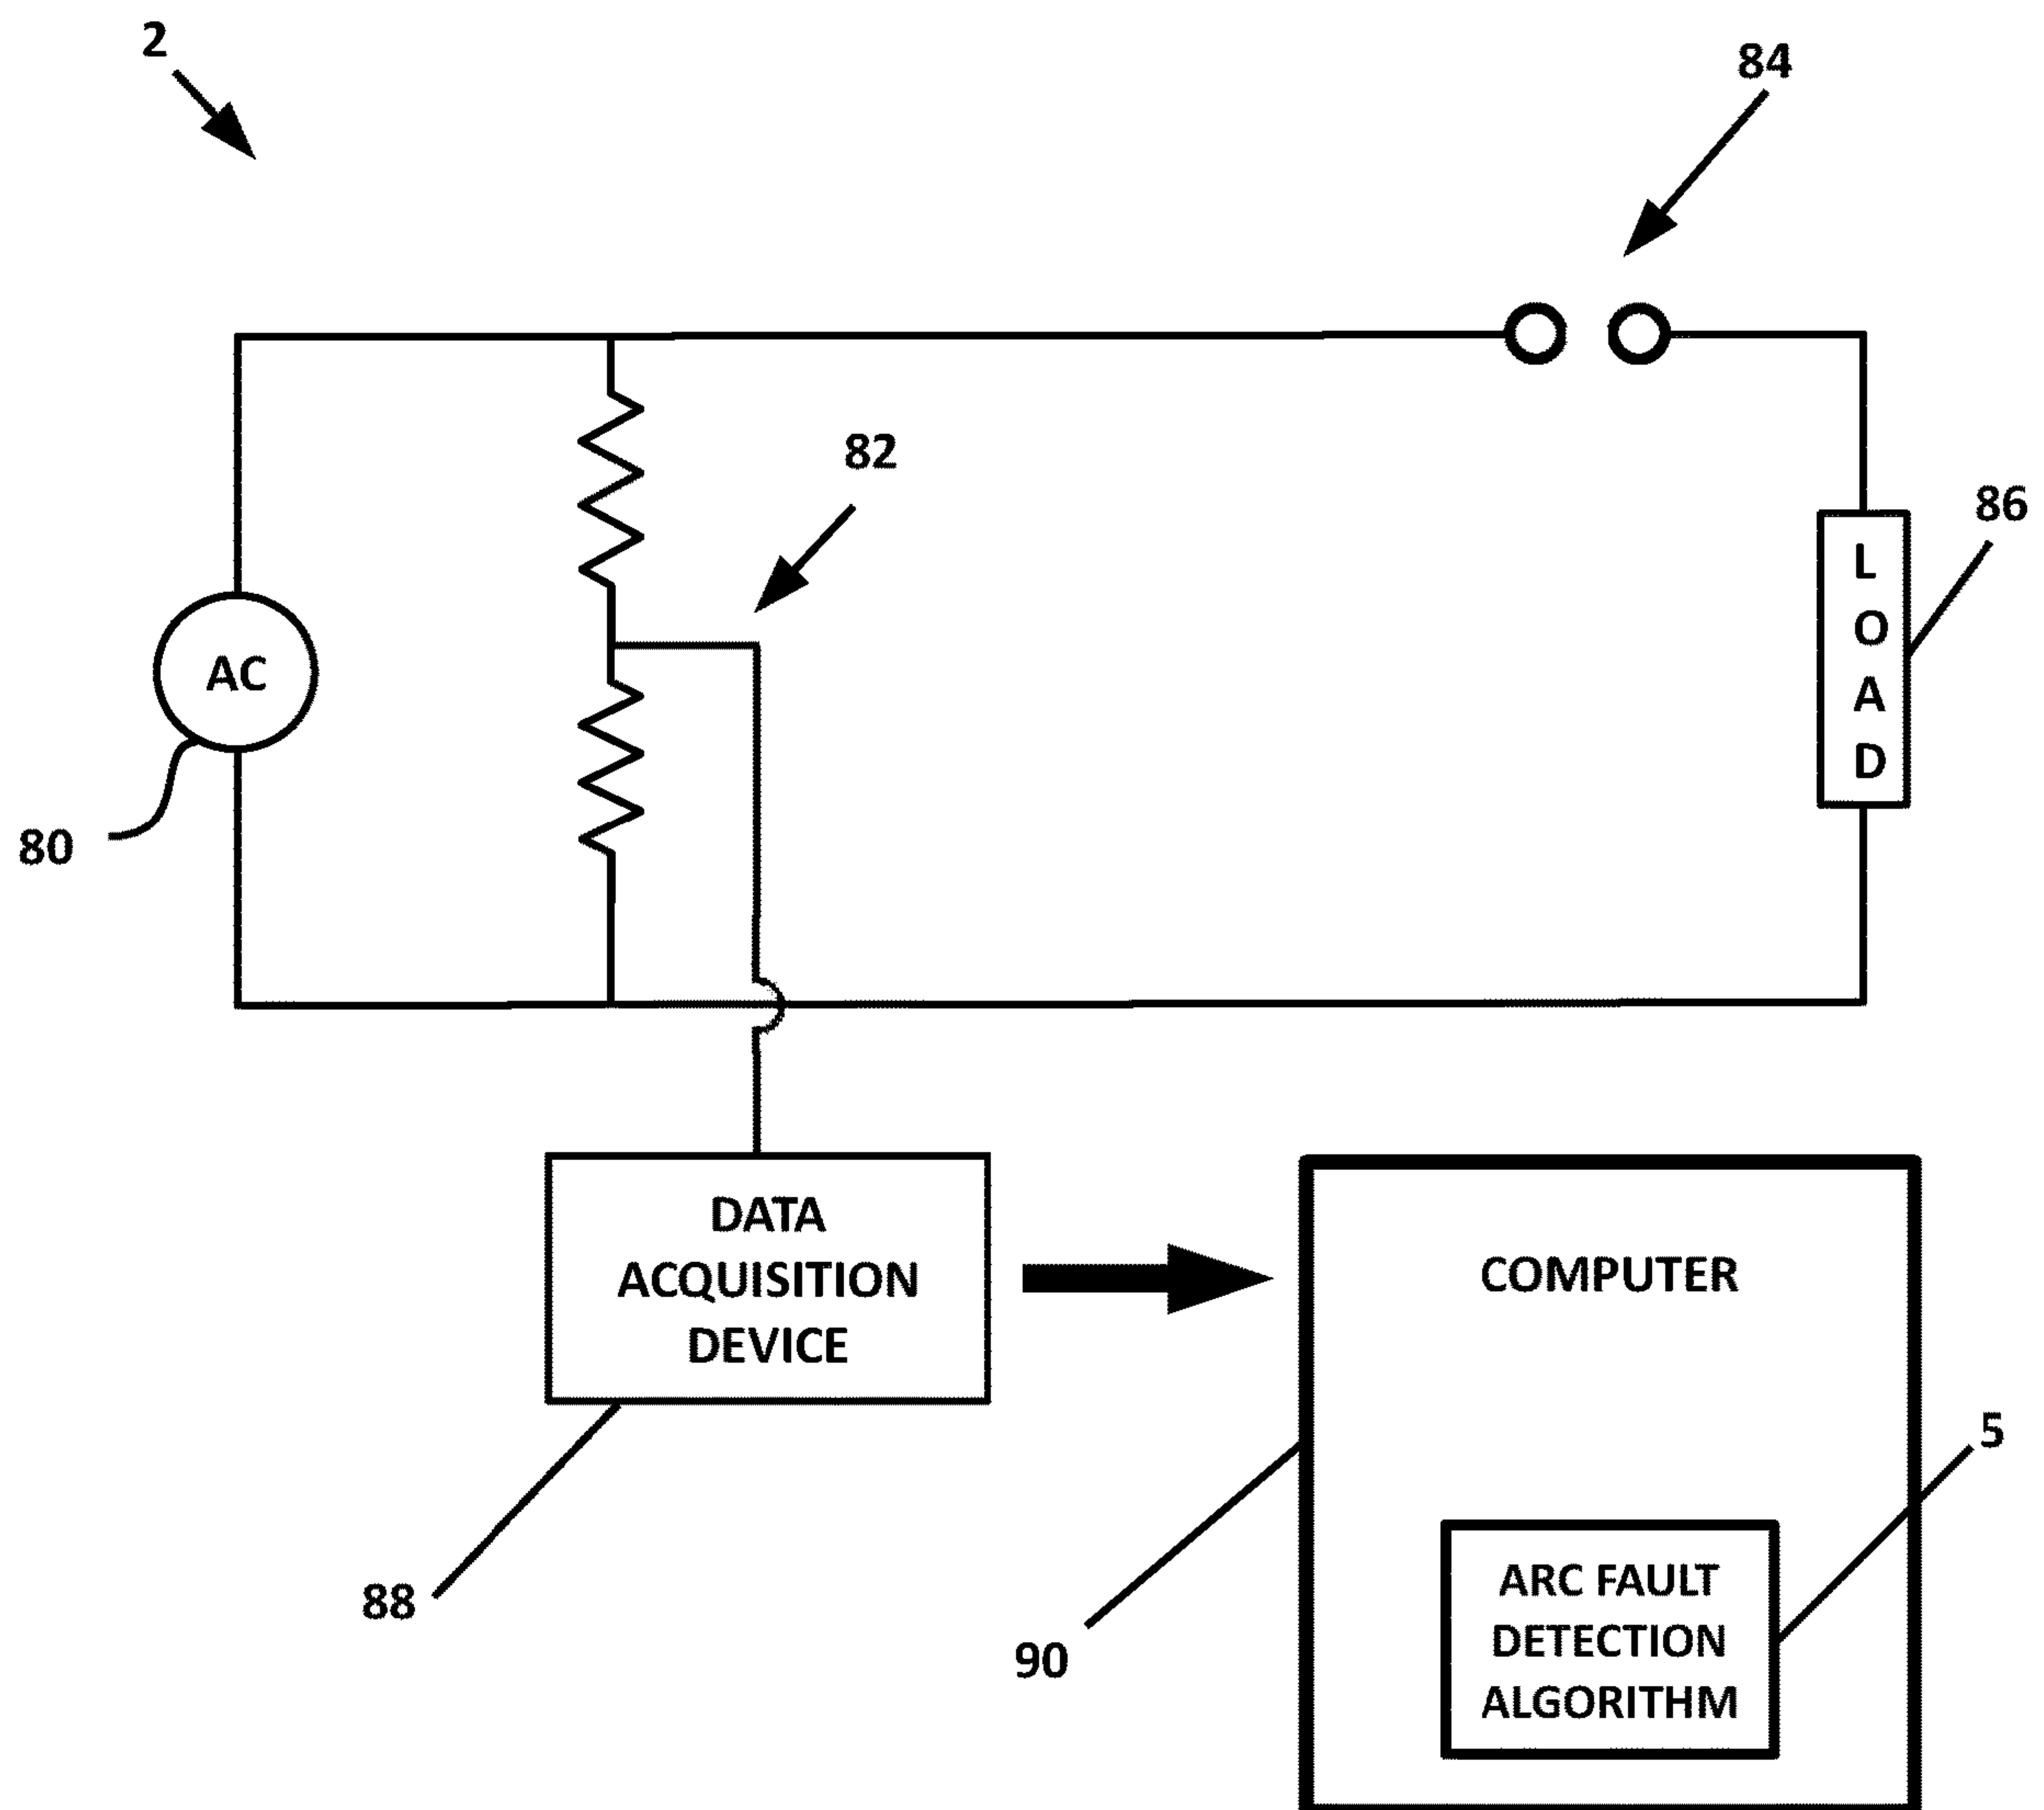 2
84
82
86
L
O
A
D
AC
80
DATA
ACQUISITION
DEVICE
COMPUTER
5
88
90
ARC FAULT
DETECTION
ALGORITHM